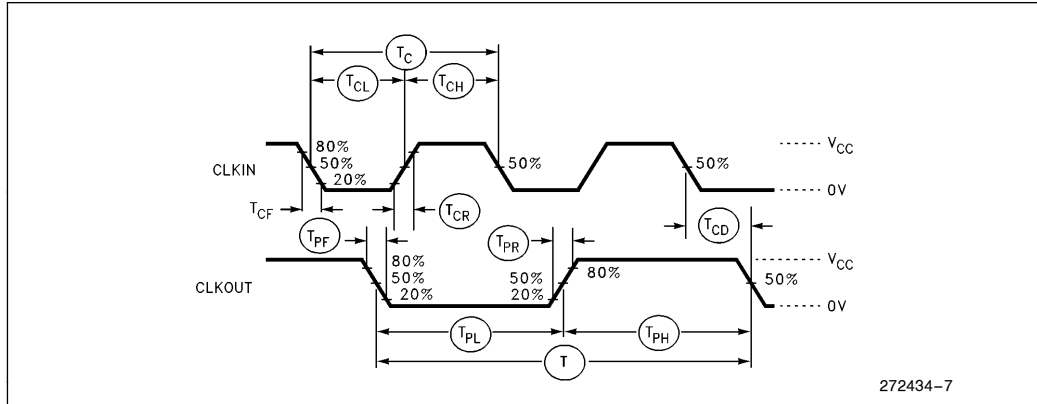 T_C
T_CL T_CH
80% V_CC
CLKIN 50% 50% 50%
20% 0V
T_CF T_CR T_CD
T_PF T_PR
80% 80% V_CC
CLKOUT 50% 50% 50%
20% 20% 0V
T_PL T_PH
T
272434-7